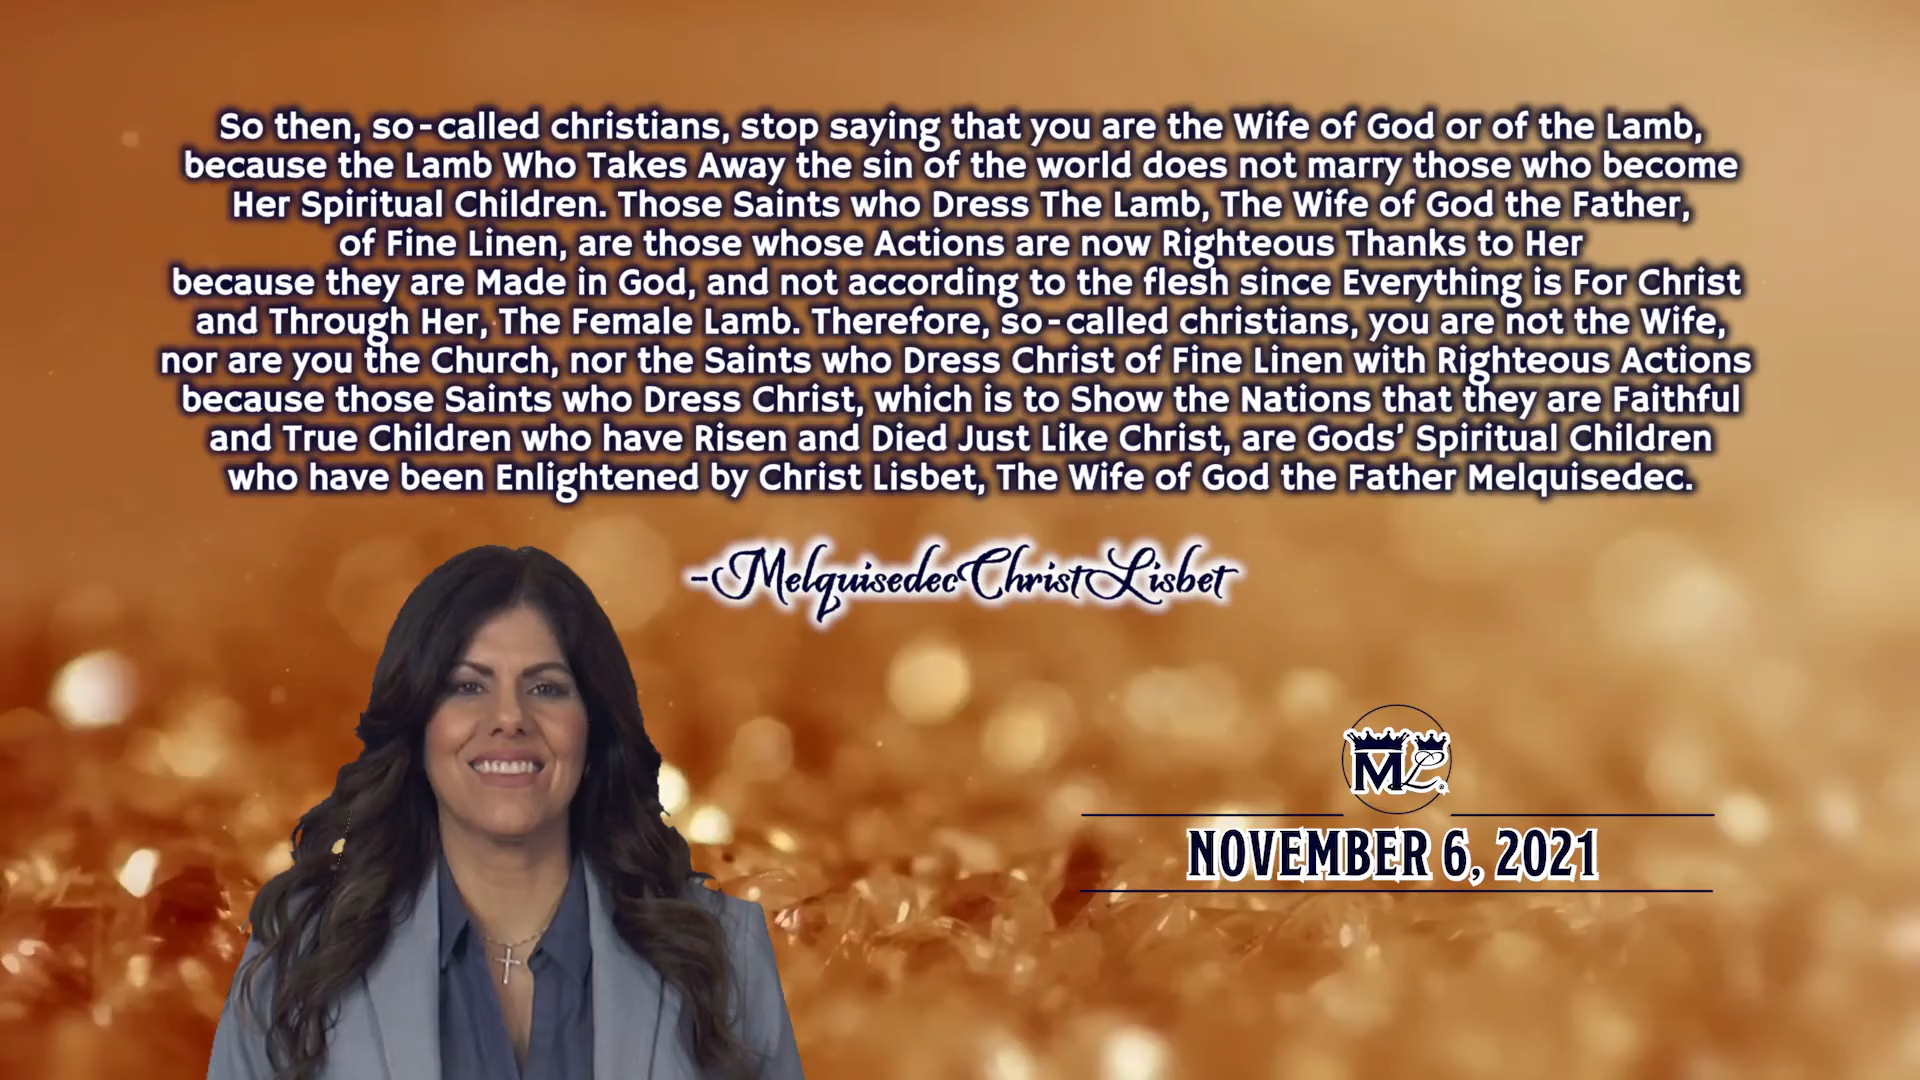 So then, so-called christians, stop saying that you are the Wife of God or of the Lamb,
because the Lamb Who Takes Away the sin of the world does not marry those who become
Her Spiritual Children. Those Saints who Dress The Lamb, The Wife of God the Father,
of Fine Linen, are those whose Actions are now Righteous Thanks to Her
because they are Made in God, and not according to the flesh since Everything is For Christ
and Through Her, The Female Lamb. Therefore, so-called christians, you are not the Wife,
nor are you the Church, nor the Saints who Dress Christ of Fine Linen with Righteous Actions
because those Saints who Dress Christ, which is to Show the Nations that they are Faithful
and True Children who have Risen and Died Just Like Christ, are Gods’ Spiritual Children
who have been Enlightened by Christ Lisbet, The Wife of God the Father Melquisedec.
-MelquisedecChristLisbet
ML
NOVEMBER 6, 2021